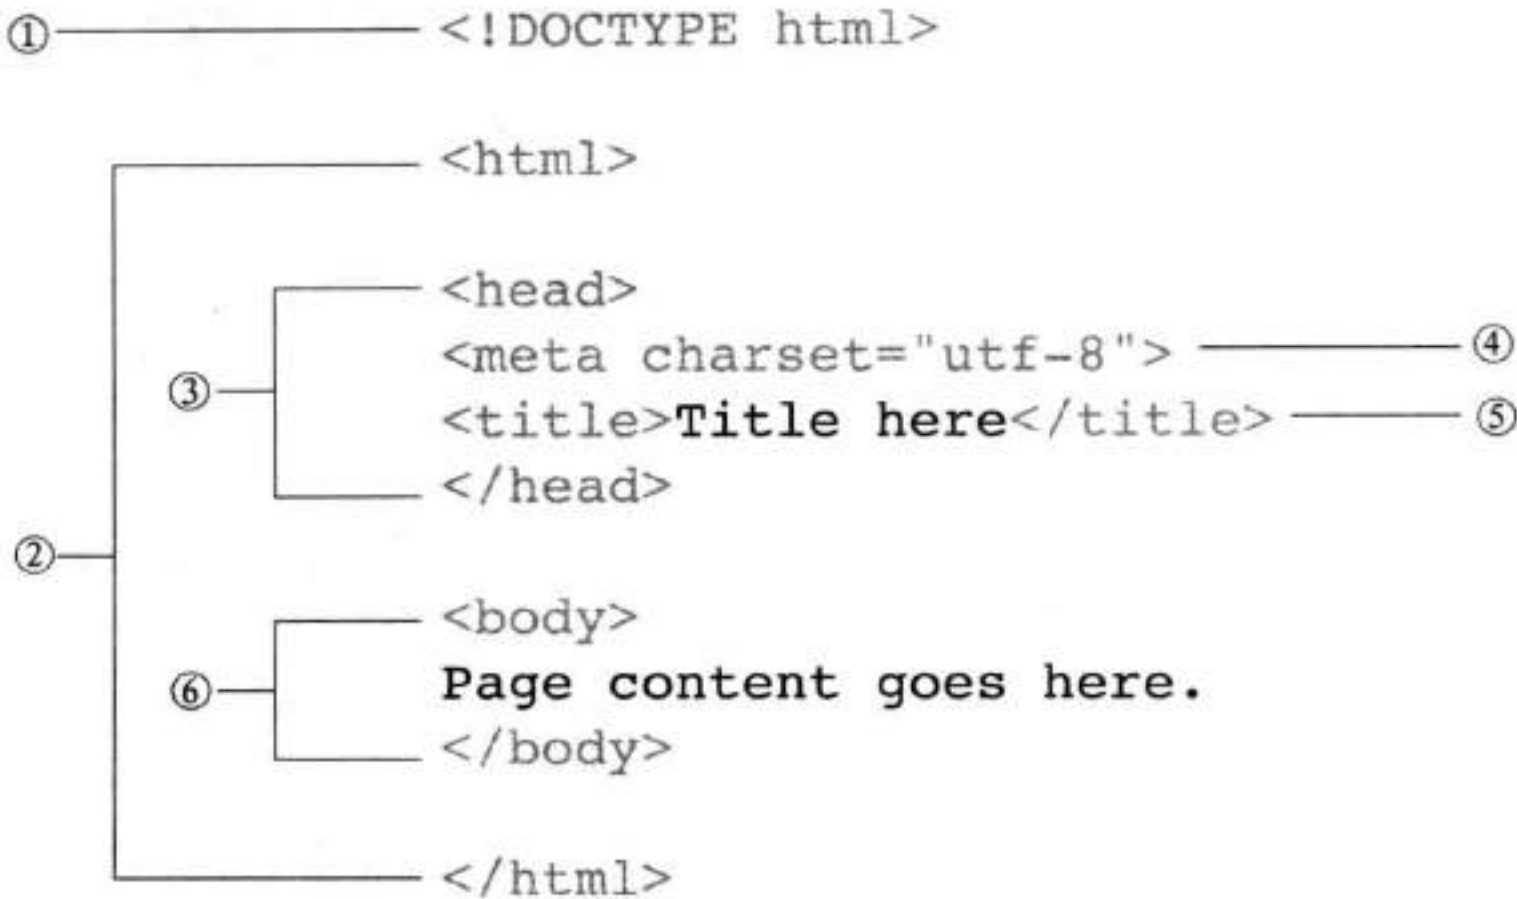 ① <!DOCTYPE html>
<html>
<head>
<meta charset="utf-8"> ④
③
<title>Title here</title> ⑤
</head>
②
<body>
⑥ Page content goes here.
</body>
</html>